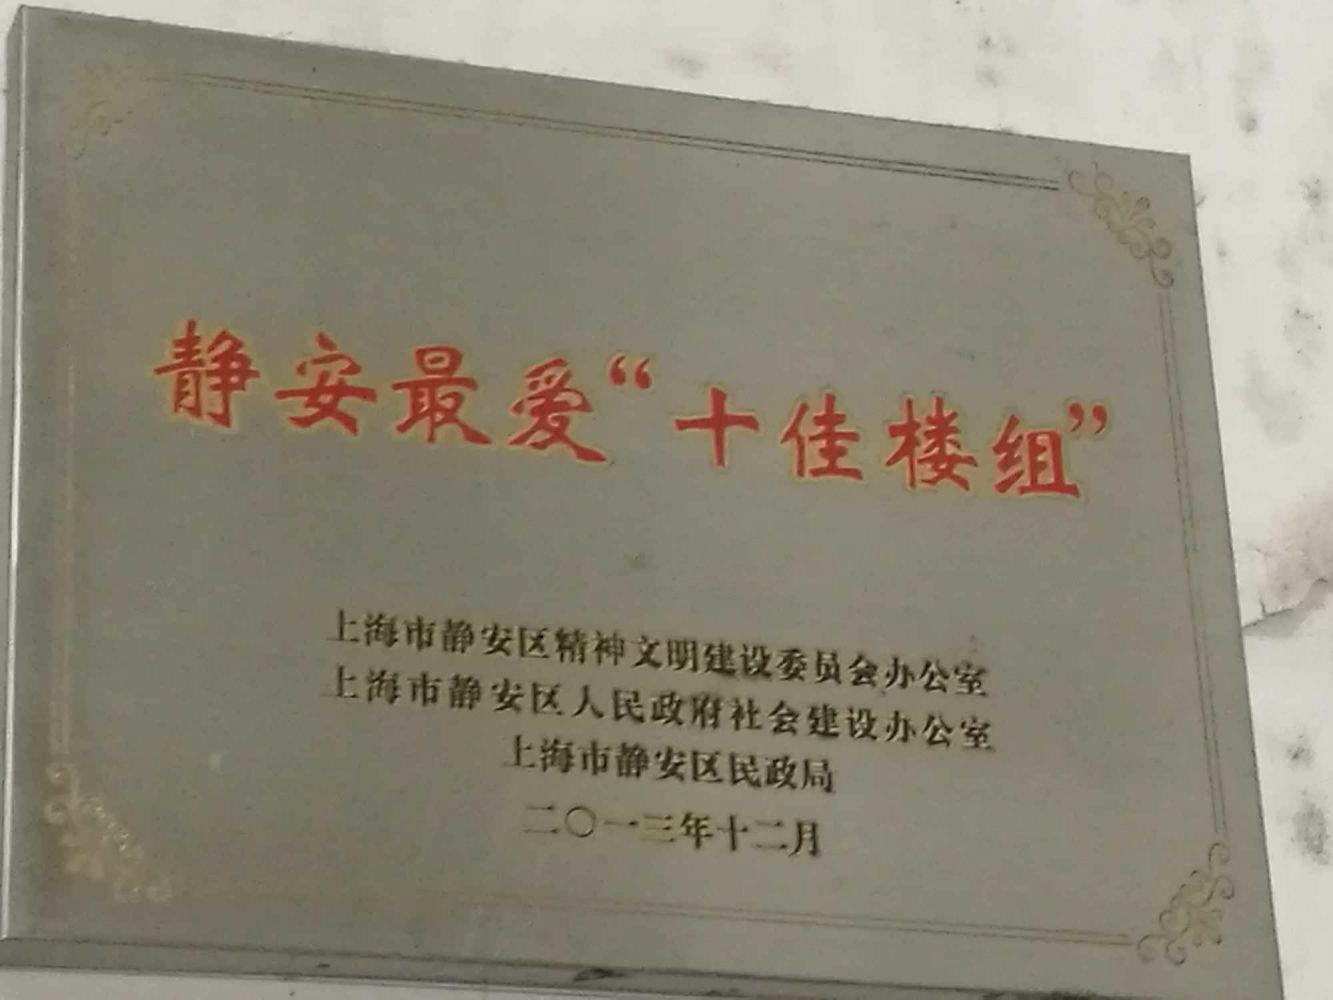 静安最爱“十佳楼组”
上海市静安区精神文明建设委员会办公室
上海市静安区人民政府社会建设办公室
上海市静安区民政局
二〇一三年十二月